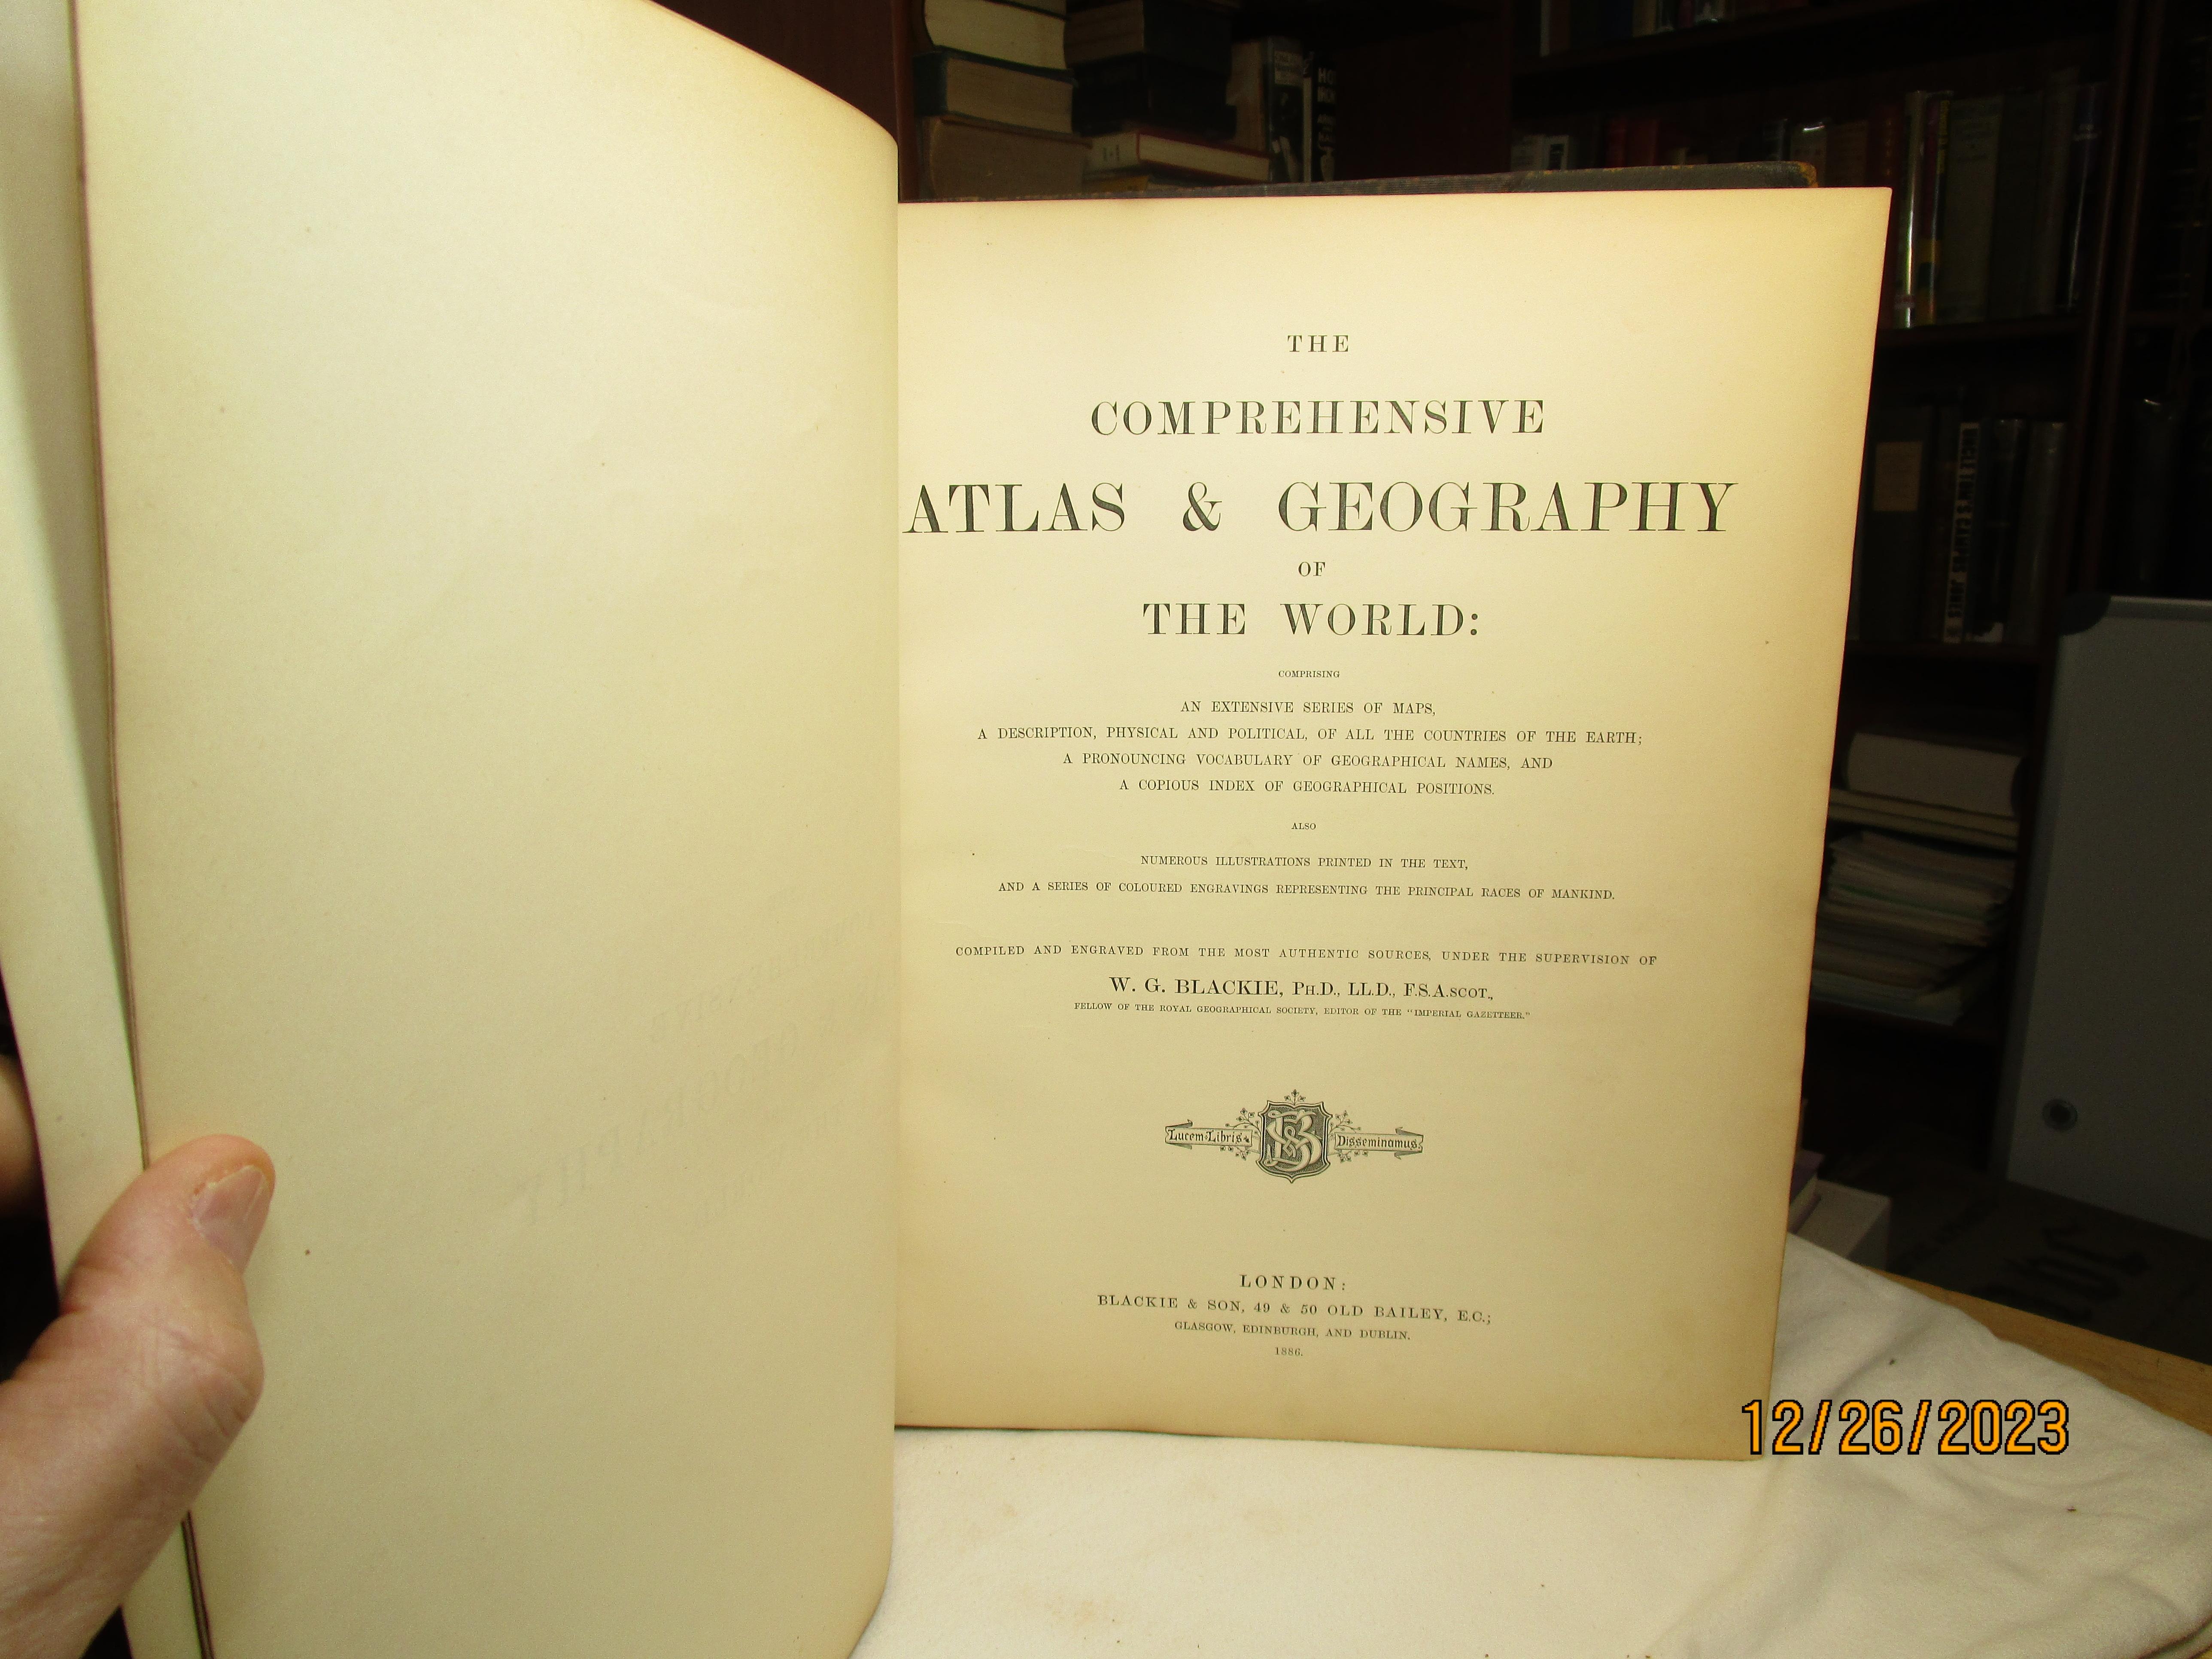 THE
COMPREHENSIVE
ATLAS & GEOGRAPHY
OF
THE WORLD:
COMPRISING
AN EXTENSIVE SERIES OF MAPS,
A DESCRIPTION, PHYSICAL AND POLITICAL, OF ALL THE COUNTRIES OF THE EARTH;
A PRONOUNCING VOCABULARY OF GEOGRAPHICAL NAMES, AND
A COPIOUS INDEX OF GEOGRAPHICAL POSITIONS.
ALSO
NUMEROUS ILLUSTRATIONS PRINTED IN THE TEXT,
AND A SERIES OF COLOURED ENGRAVINGS REPRESENTING THE PRINCIPAL RACES OF MANKIND.
COMPILED AND ENGRAVED FROM THE MOST AUTHENTIC SOURCES, UNDER THE SUPERVISION OF
W. G. BLACKIE, PH.D., LL.D., F.S.A.SCOT.,
FELLOW OF THE ROYAL GEOGRAPHICAL SOCIETY, EDITOR OF THE "IMPERIAL GAZETTEER."
Lucem Libris Disseminamus
LONDON:
BLACKIE & SON, 49 & 50 OLD BAILEY, E.C.;
GLASGOW, EDINBURGH, AND DUBLIN.
1886.
12/26/2023